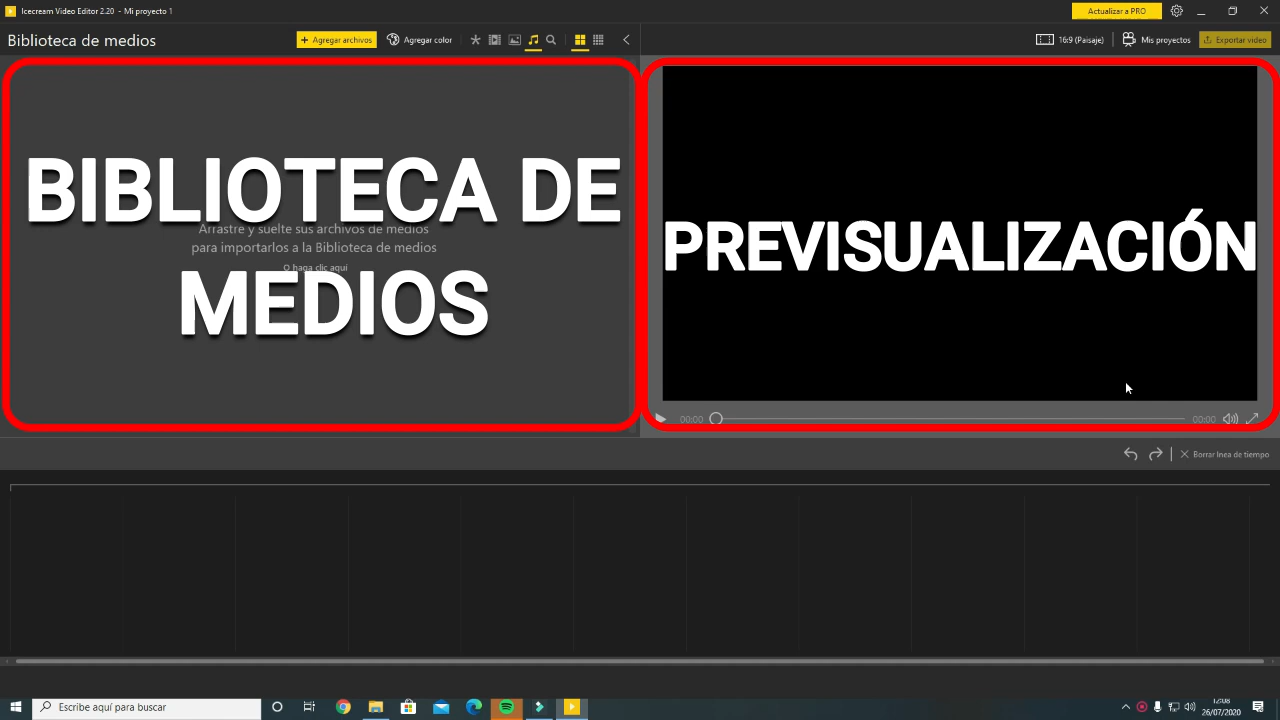 Icecream Video Editor 2.20 - Mi proyecto 1
Actualizar a PRO
Biblioteca de medios
+ Agregar archivos
Agregar color
16:9 (Paisaje)
Mis proyectos
Exportar video
BIBLIOTECA DE
Arrastre y suelte sus archivos de medios
para importarlos a la Biblioteca de medios
O haga clic aquí
MEDIOS
PREVISUALIZACIÓN
00:00
00:00
Borrar línea de tiempo
Escribe aquí para buscar
12:08
26/07/2020